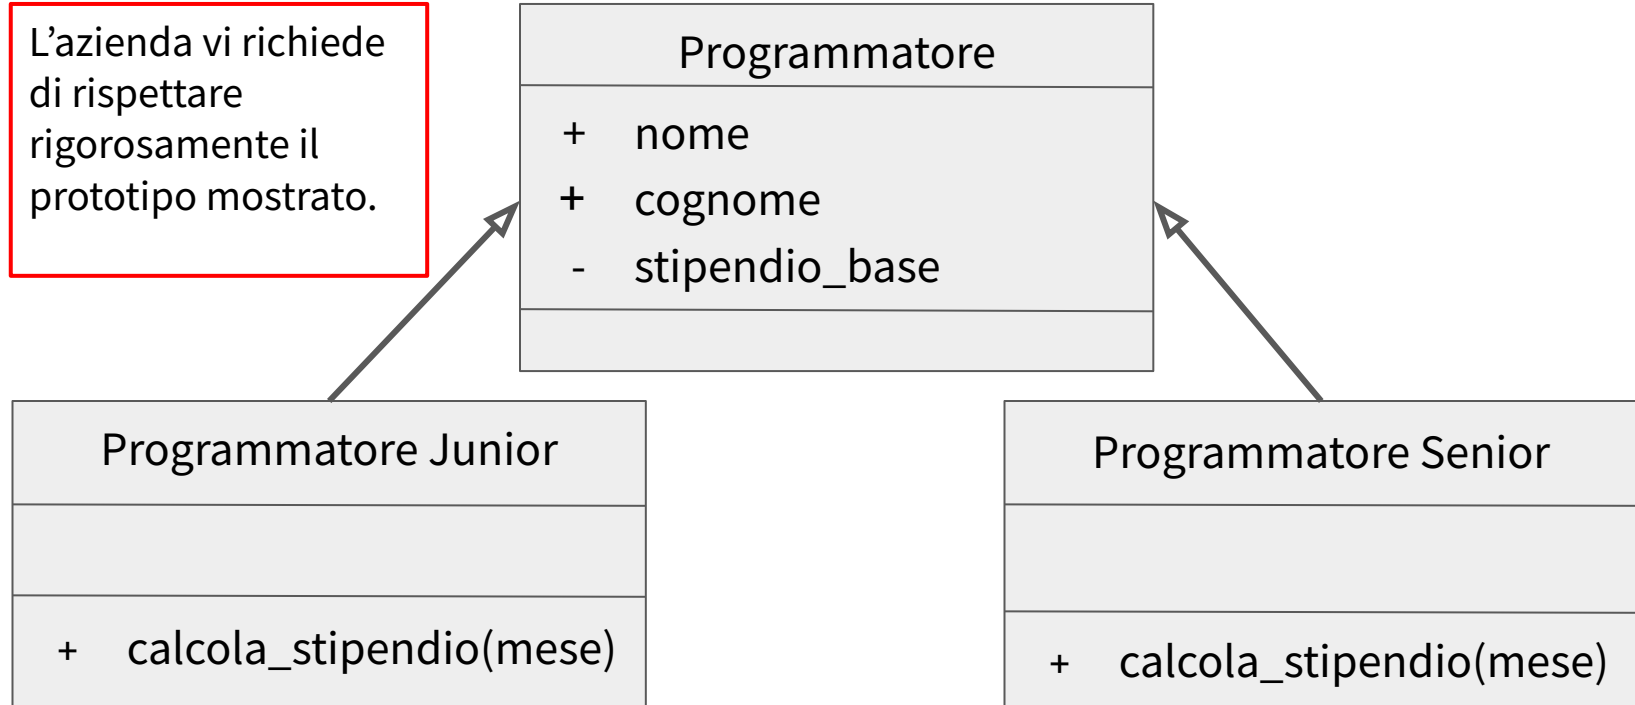 L'azienda vi richiede
di rispettare
rigorosamente il
prototipo mostrato.
Programmatore
+ nome
+ cognome
- stipendio_base
Programmatore Junior
+ calcola_stipendio(mese)
Programmatore Senior
+ calcola_stipendio(mese)